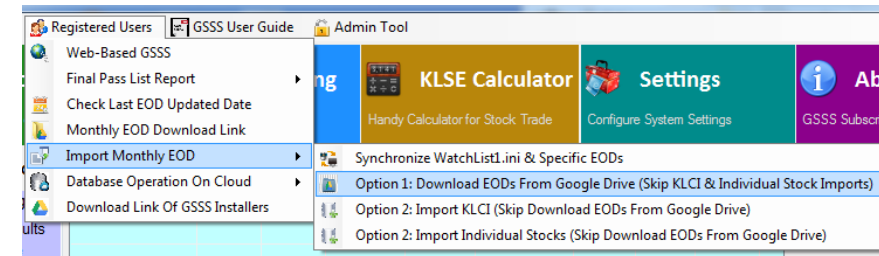 Registered Users GSSS User Guide Admin Tool
Web-Based GSSS
Final Pass List Report
Check Last EOD Updated Date
Monthly EOD Download Link
Import Monthly EOD
Database Operation On Cloud
Download Link Of GSSS Installers
ults
ng
KLSE Calculator
Handy Calculator for Stock Trade
Settings
Configure System Settings
Ab
GSSS Subscr
Synchronize WatchList1.ini & Specific EODs
Option 1: Download EODs From Google Drive (Skip KLCI & Individual Stock Imports)
Option 2: Import KLCI (Skip Download EODs From Google Drive)
Option 2: Import Individual Stocks (Skip Download EODs From Google Drive)